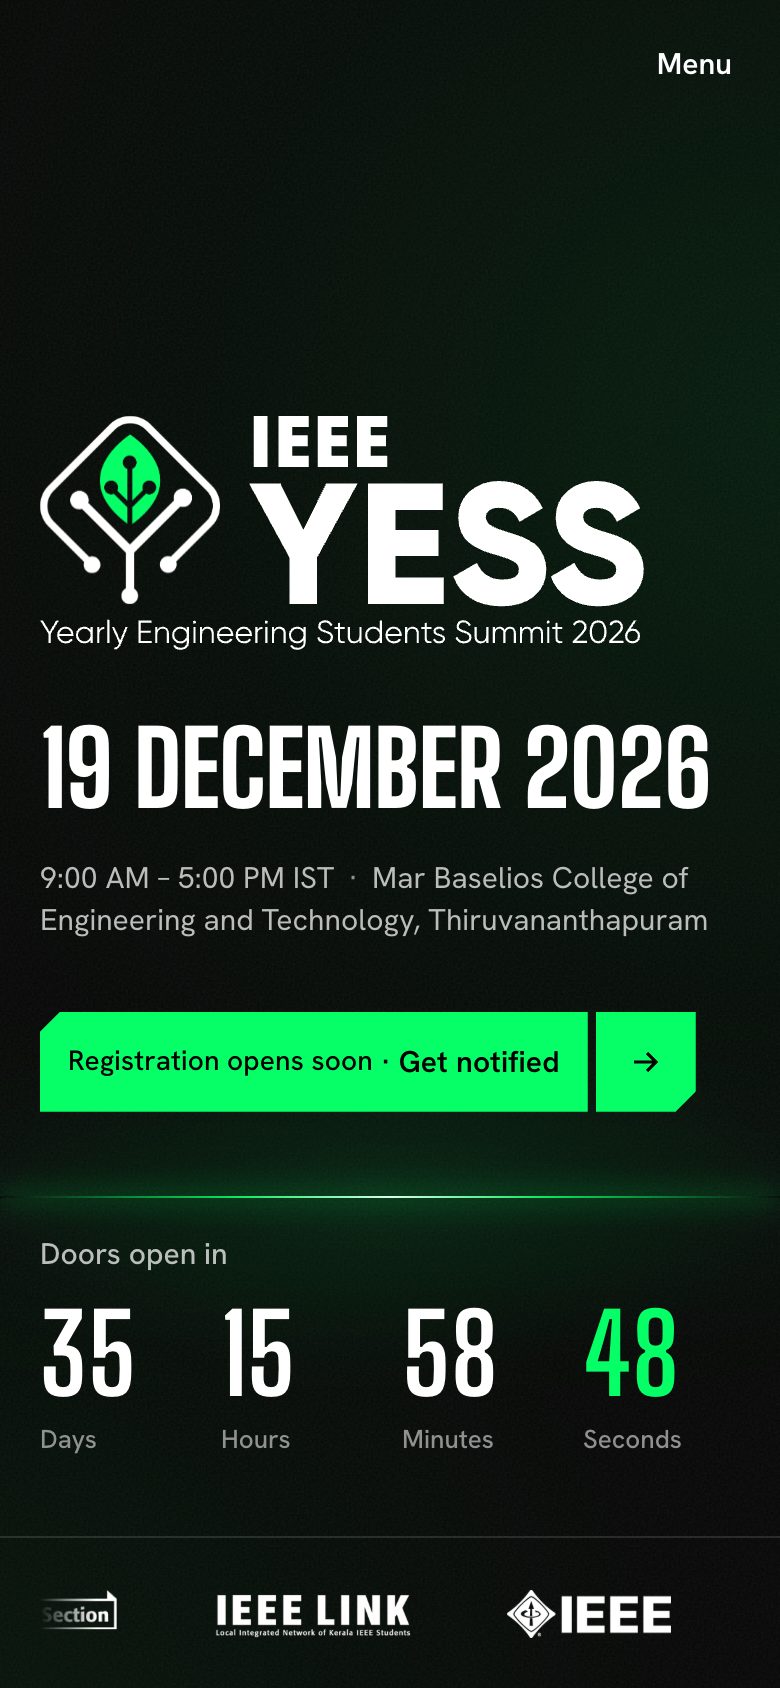 Menu
IEEE
YESS
Yearly Engineering Students Summit 2026
19 DECEMBER 2026
9:00 AM – 5:00 PM IST · Mar Baselios College of
Engineering and Technology, Thiruvananthapuram
Registration opens soon · Get notified →
Doors open in
35 15 58 48
Days Hours Minutes Seconds
Section IEEE LINK IEEE
Local Integrated Network of Kerala IEEE Students